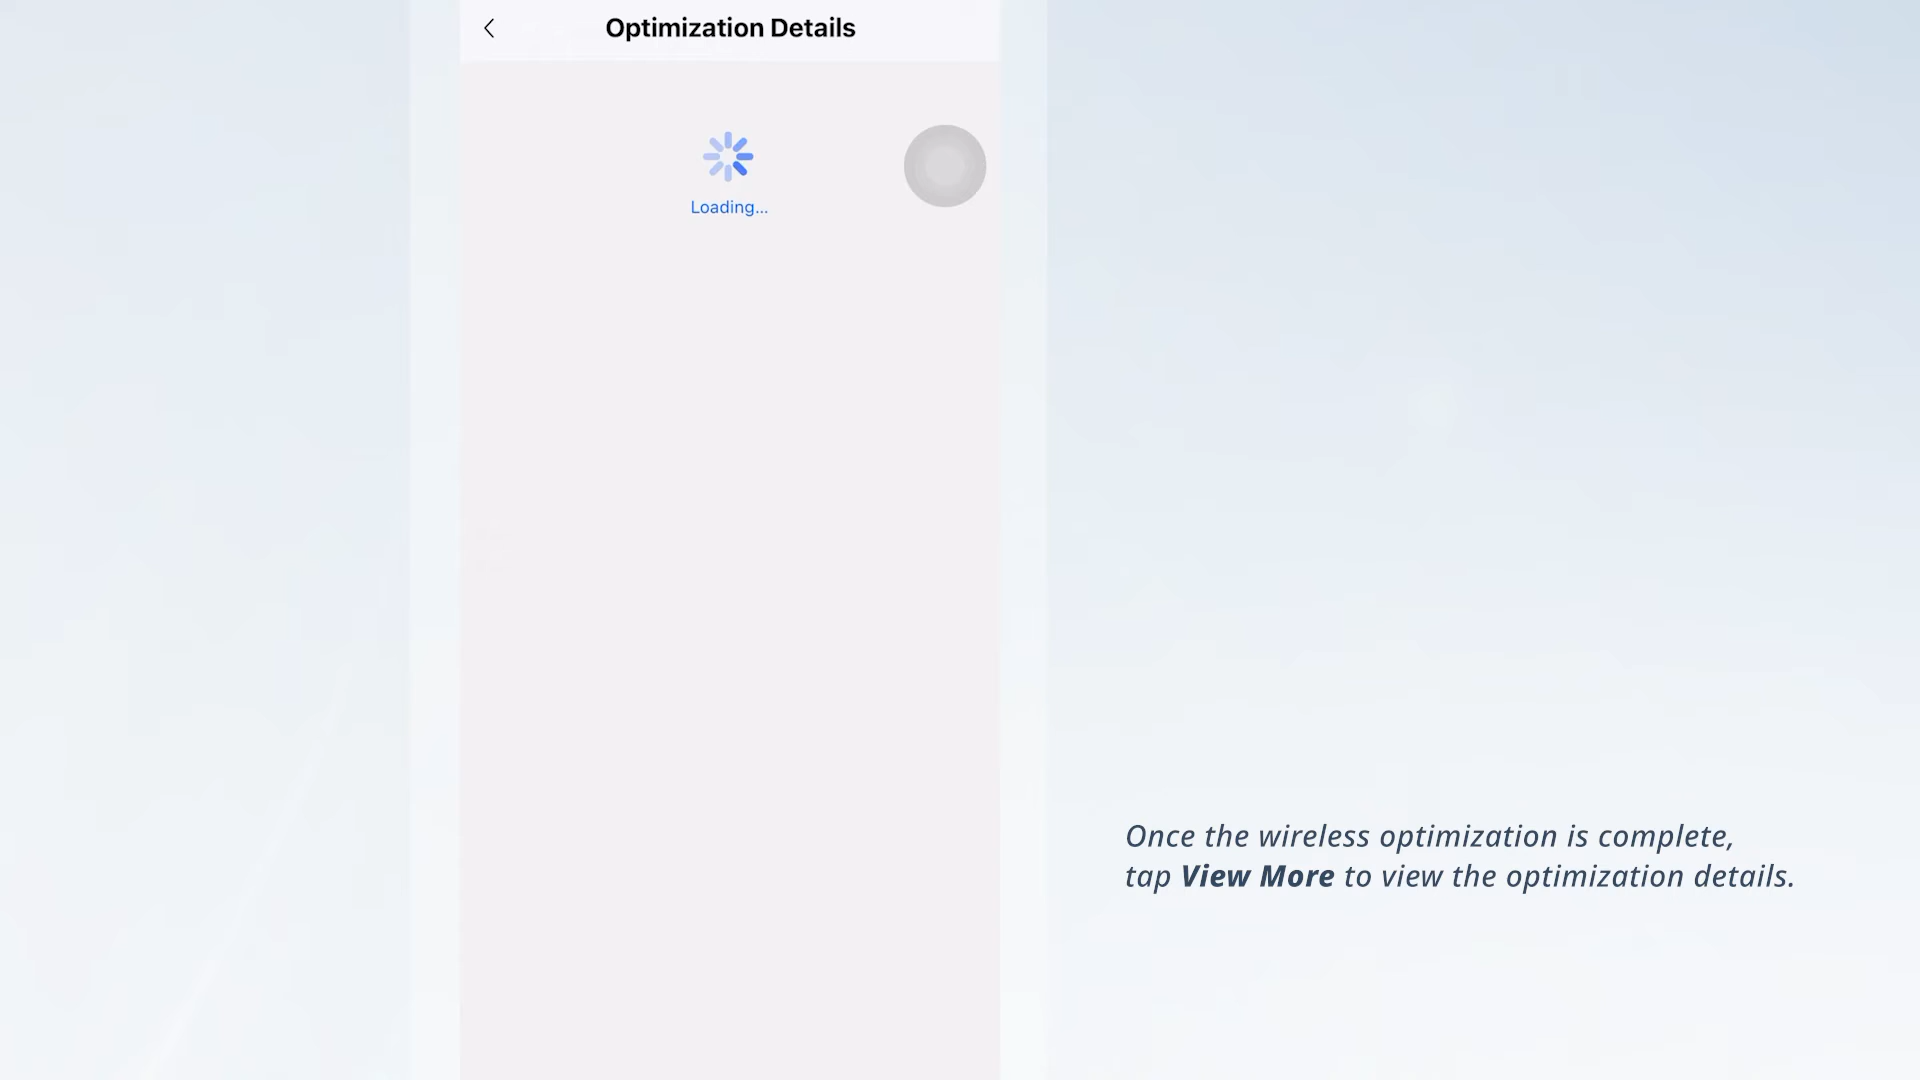 Optimization Details
Loading...
Once the wireless optimization is complete,
tap View More to view the optimization details.